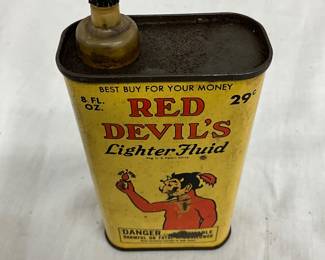 BEST BUY FOR YOUR MONEY
8 FL. OZ.
RED 29¢
DEVIL'S
Lighter Fluid
DANGER
HARMFUL OR FATAL